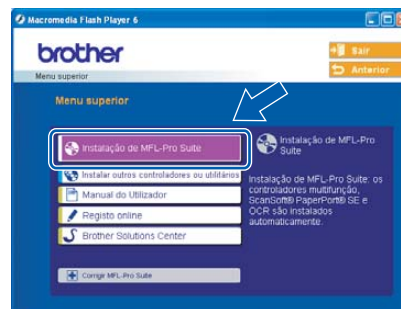 Macromedia Flash Player 6
brother
Sair
Anterior
Menu superior
Menu superior
Instalação de MFL-Pro Suite
Instalar outros controladores ou utilitários
Manual do Utilizador
Registo online
Brother Solutions Center
Corrigir MFL-Pro Suite
Instalação de MFL-Pro
Suite
Instalação de MFL-Pro Suite: os
controladores multifunção,
ScanSoft® PaperPort® SE e
OCR são instalados
automaticamente.